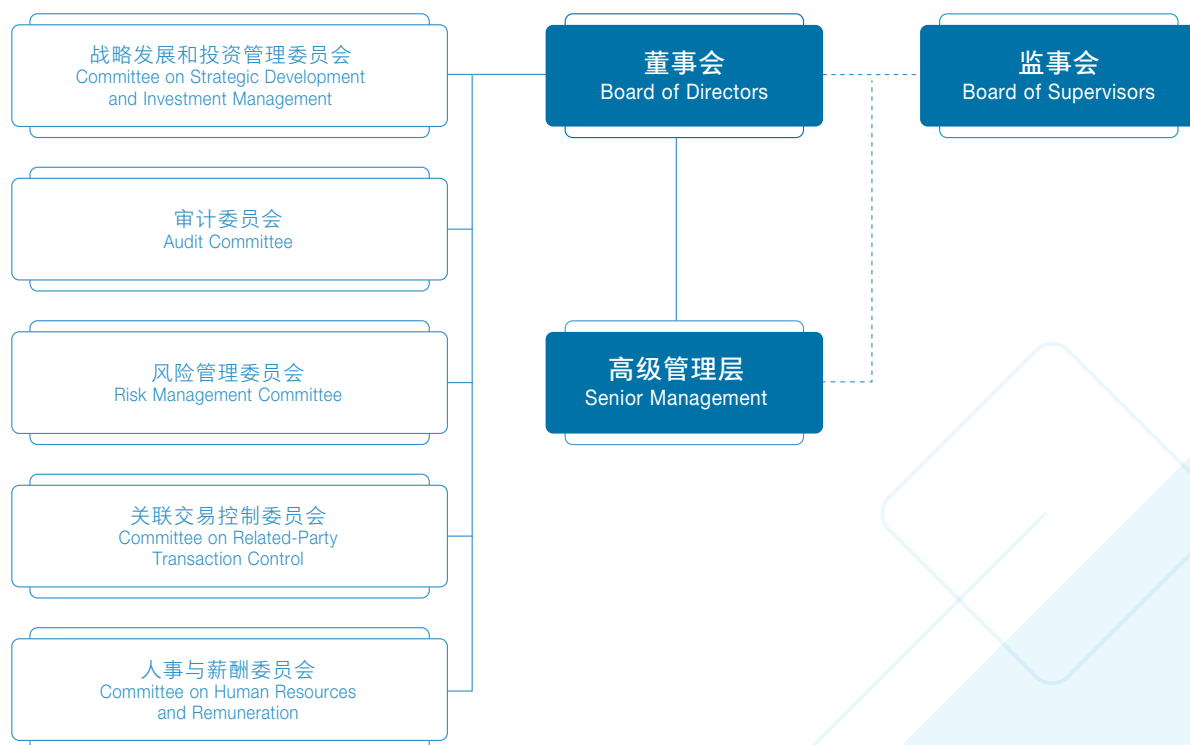 战略发展和投资管理委员会
Committee on Strategic Development
and Investment Management
审计委员会
Audit Committee
风险管理委员会
Risk Management Committee
关联交易控制委员会
Committee on Related-Party
Transaction Control
人事与薪酬委员会
Committee on Human Resources
and Remuneration
董事会
Board of Directors
高级管理层
Senior Management
监事会
Board of Supervisors